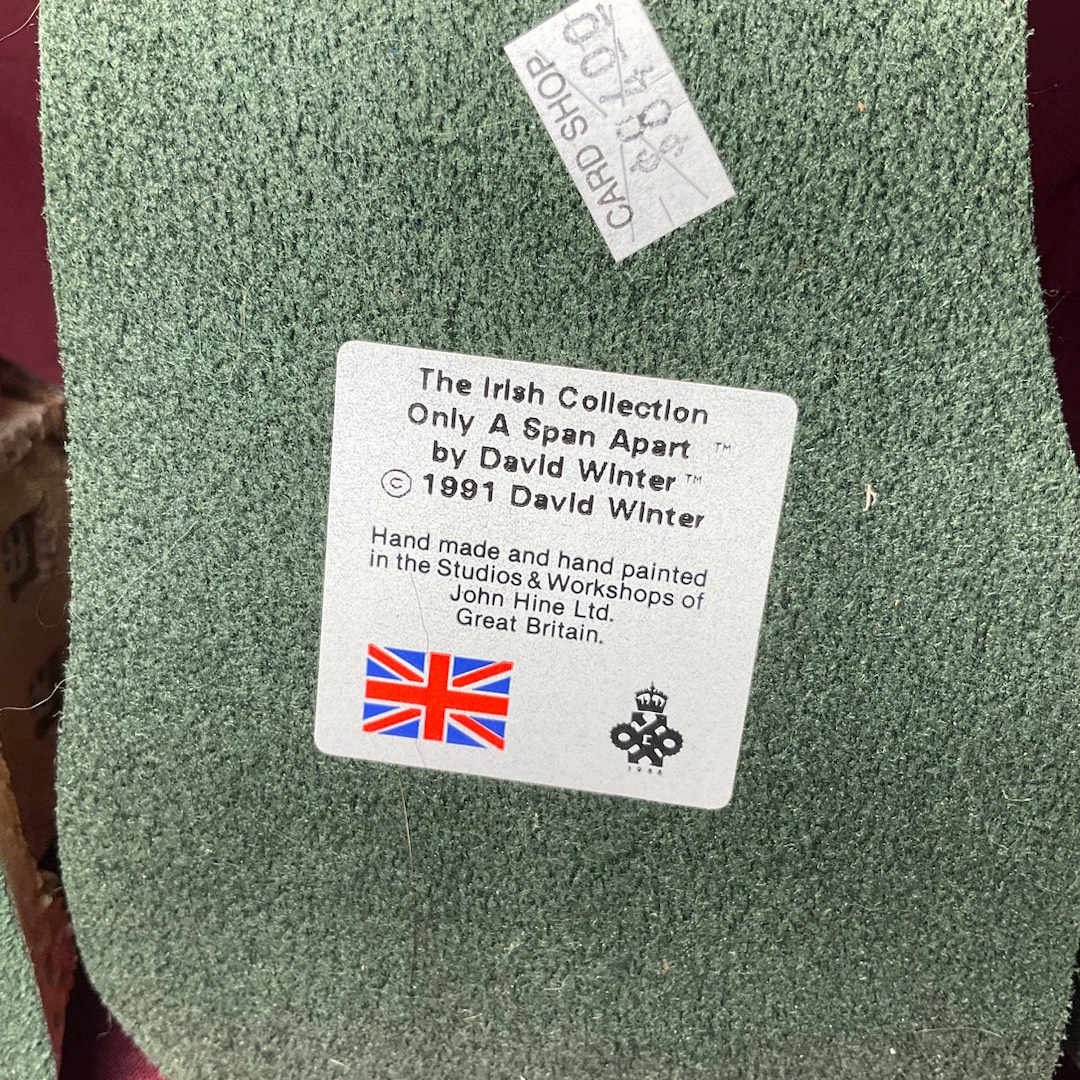 CARD SHOP
The Irish Collection
Only A Span Apart ™
by David Winter ™
© 1991 David Winter
Hand made and hand painted
in the Studios & Workshops of
John Hine Ltd.
Great Britain.